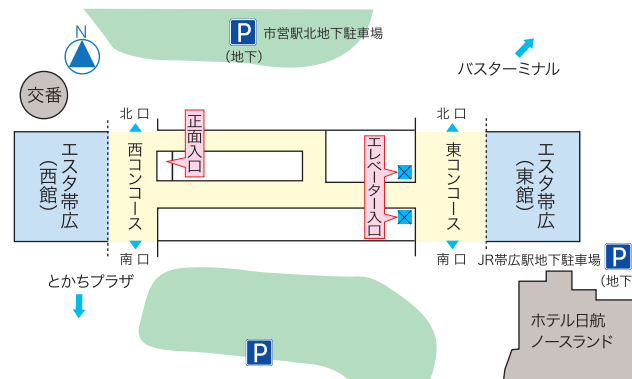 N
P 市営駅北地下駐車場
(地下)
バスターミナル
交番
北口
正面入口
北口
エスタ帯広
(西館)
西コンコース
エレベーター入口
東コンコース
エスタ帯広
(東館)
南口
南口
JR帯広駅地下駐車場 P
(地下
とかちプラザ
ホテル日航
ノースランド
P